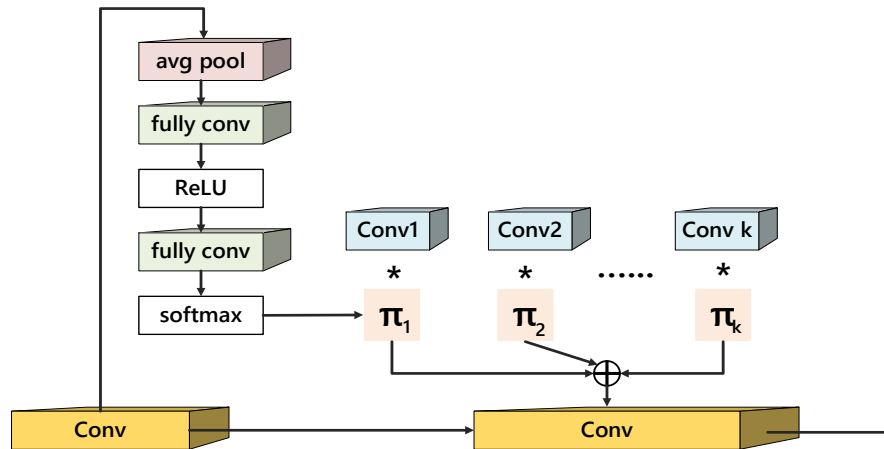 avg pool
fully conv
ReLU
fully conv
softmax
Conv1 Conv2 Conv k
* * ...... *
π1 π2 πk
Conv Conv